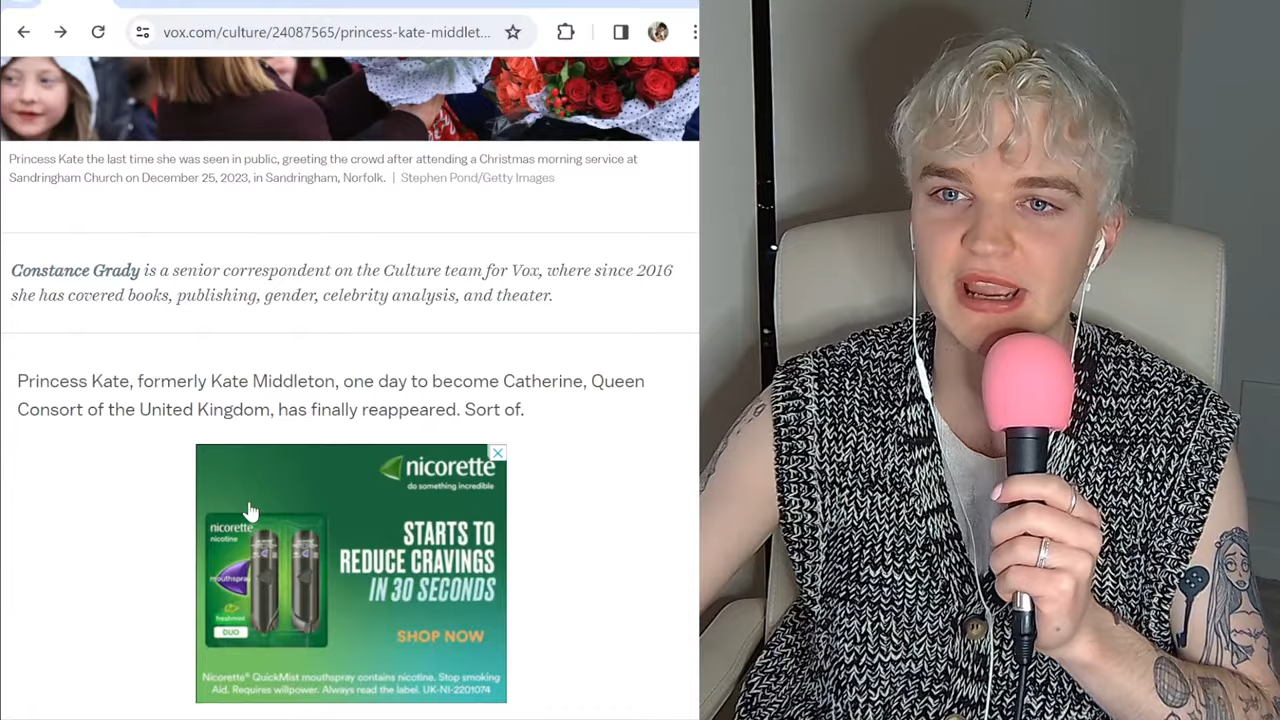 vox.com/culture/24087565/princess-kate-middlet...
Princess Kate the last time she was seen in public, greeting the crowd after attending a Christmas morning service at
Sandringham Church on December 25, 2023, in Sandringham, Norfolk. | Stephen Pond/Getty Images
Constance Grady is a senior correspondent on the Culture team for Vox, where since 2016
she has covered books, publishing, gender, celebrity analysis, and theater.
Princess Kate, formerly Kate Middleton, one day to become Catherine, Queen
Consort of the United Kingdom, has finally reappeared. Sort of.
nicorette
do something incredible
nicorette
nicotine
mouthspray
freshmint
DUO
STARTS TO
REDUCE CRAVINGS
IN 30 SECONDS
SHOP NOW
Nicorette® QuickMist mouthspray contains nicotine. Stop smoking
Aid. Requires willpower. Always read the label. UK-NI-2201074